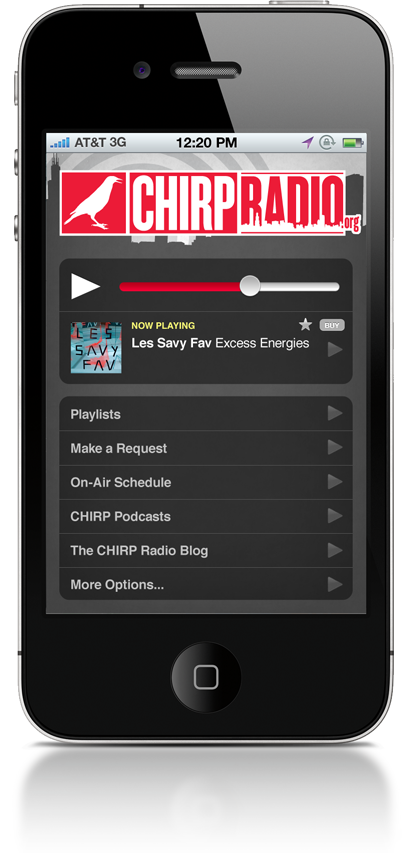 AT&T 3G 12:20 PM
CHIRP RADIO.org
NOW PLAYING
BUY
Les Savy Fav Excess Energies
LES
SAVY
FAV
Playlists
Make a Request
On-Air Schedule
CHIRP Podcasts
The CHIRP Radio Blog
More Options...